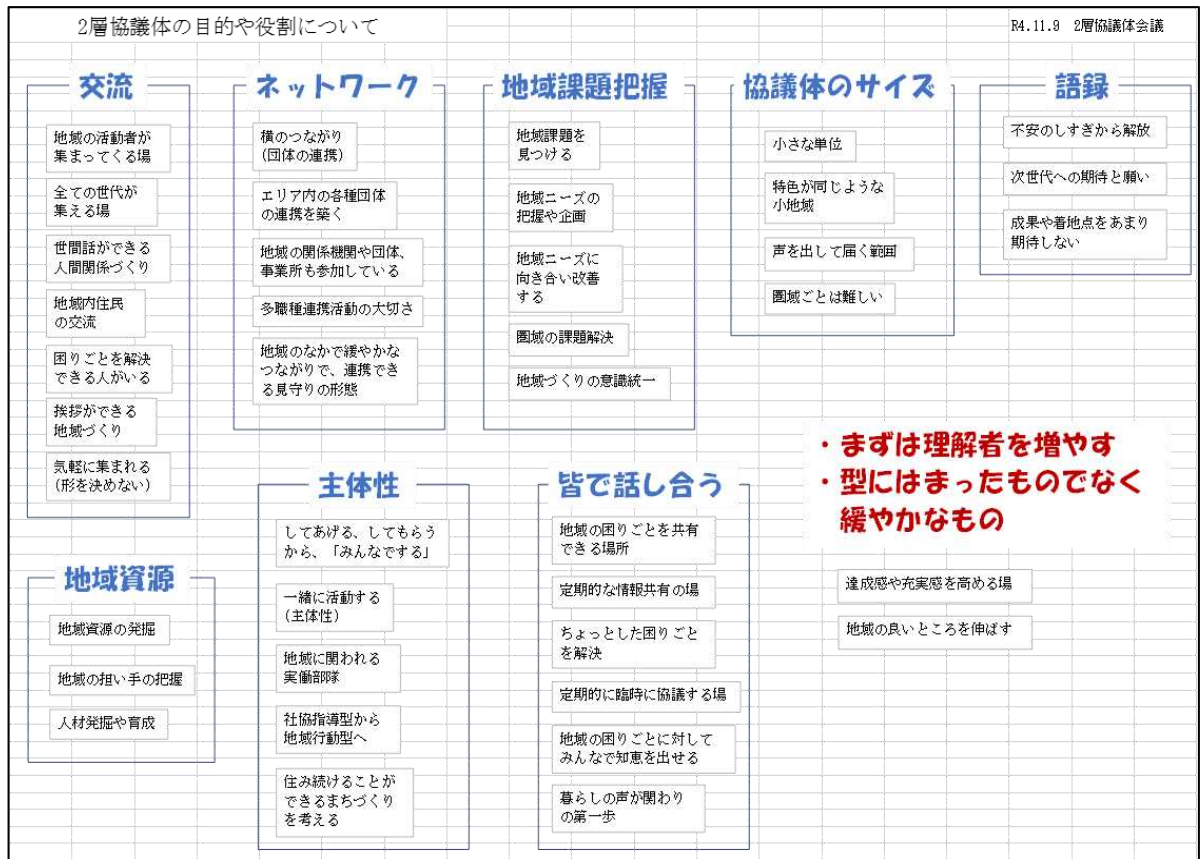 2層協議体の目的や役割について
R4.11.9 2層協議体会議
交流
地域の活動者が
集まってくる場
全ての世代が
集える場
世間話ができる
人間関係づくり
地域内住民
の交流
困りごとを解決
できる人がいる
挨拶ができる
地域づくり
気軽に集まれる
(形を決めない)
ネットワーク
横のつながり
(団体の連携)
エリア内の各種団体
の連携を築く
地域の関係機関や団体、
事業所も参加している
多職種連携活動の大切さ
地域のなかで緩やかな
つながりで、連携でき
る見守りの形態
地域課題把握
地域課題を
見つける
地域ニーズの
把握や企画
地域ニーズに
向き合い改善
する
圏域の課題解決
地域づくりの意識統一
協議体のサイズ
小さな単位
特色が同じような
小地域
声を出して届く範囲
圏域ごとは難しい
語録
不安のしすぎから解放
次世代への期待と願い
成果や着地点をあまり
期待しない
地域資源
地域資源の発掘
地域の担い手の把握
人材発掘や育成
主体性
してあげる、してもらう
から、「みんなでする」
一緒に活動する
(主体性)
地域に関われる
実働部隊
社協指導型から
地域行動型へ
住み続けることが
できるまちづくり
を考える
皆で話し合う
地域の困りごとを共有
できる場所
定期的な情報共有の場
ちょっとした困りごと
を解決
定期的に臨時に協議する場
地域の困りごとに対して
みんなで知恵を出せる
暮らしの声が関わり
の第一歩
・まずは理解者を増やす
・型にはまったものでなく
緩やかなもの
達成感や充実感を高める場
地域の良いところを伸ばす